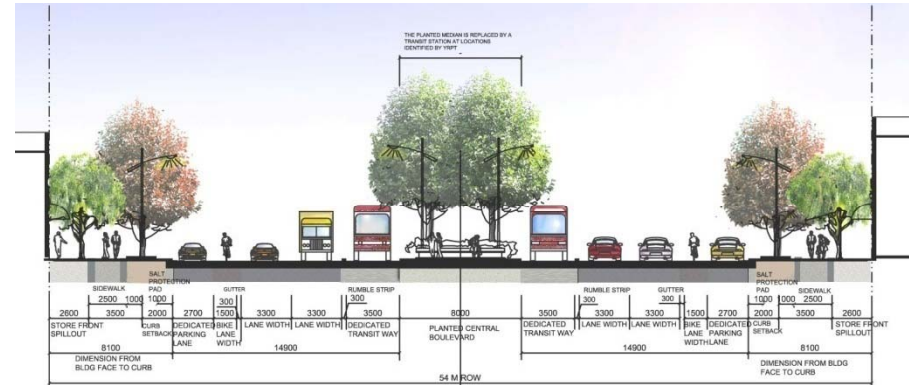 THE PLANTED MEDIAN IS REPLACED BY A
TRANSIT STATION AT LOCATIONS
IDENTIFIED BY YRPT
SALT
PROTECTION
PAD
SIDEWALK
2500 1000 1000
GUTTER
300
RUMBLE STRIP
300
RUMBLE STRIP
300
GUTTER
300
SALT
PROTECTION
PAD
SIDEWALK
1000 1000 2500
2600 3500 2000 2700 1500 3300 3300 3500 8000 3500 3300 3300 1500 2700 2000 3500 2600
STORE FRONT
SPILLOUT
CURB
SETBACK
DEDICATED
PARKING
LANE
BIKE
LANE
WIDTH
LANE WIDTH
LANE WIDTH
DEDICATED
TRANSIT WAY
PLANTED CENTRAL
BOULEVARD
DEDICATED
TRANSIT WAY
LANE WIDTH
LANE WIDTH
BIKE
LANE
WIDTH
DEDICATED
PARKING
LANE
CURB
SETBACK
STORE FRONT
SPILLOUT
8100 14900 14900 8100
DIMENSION FROM
BLDG FACE TO CURB
DIMENSION FROM BLDG
FACE TO CURB
54 M ROW